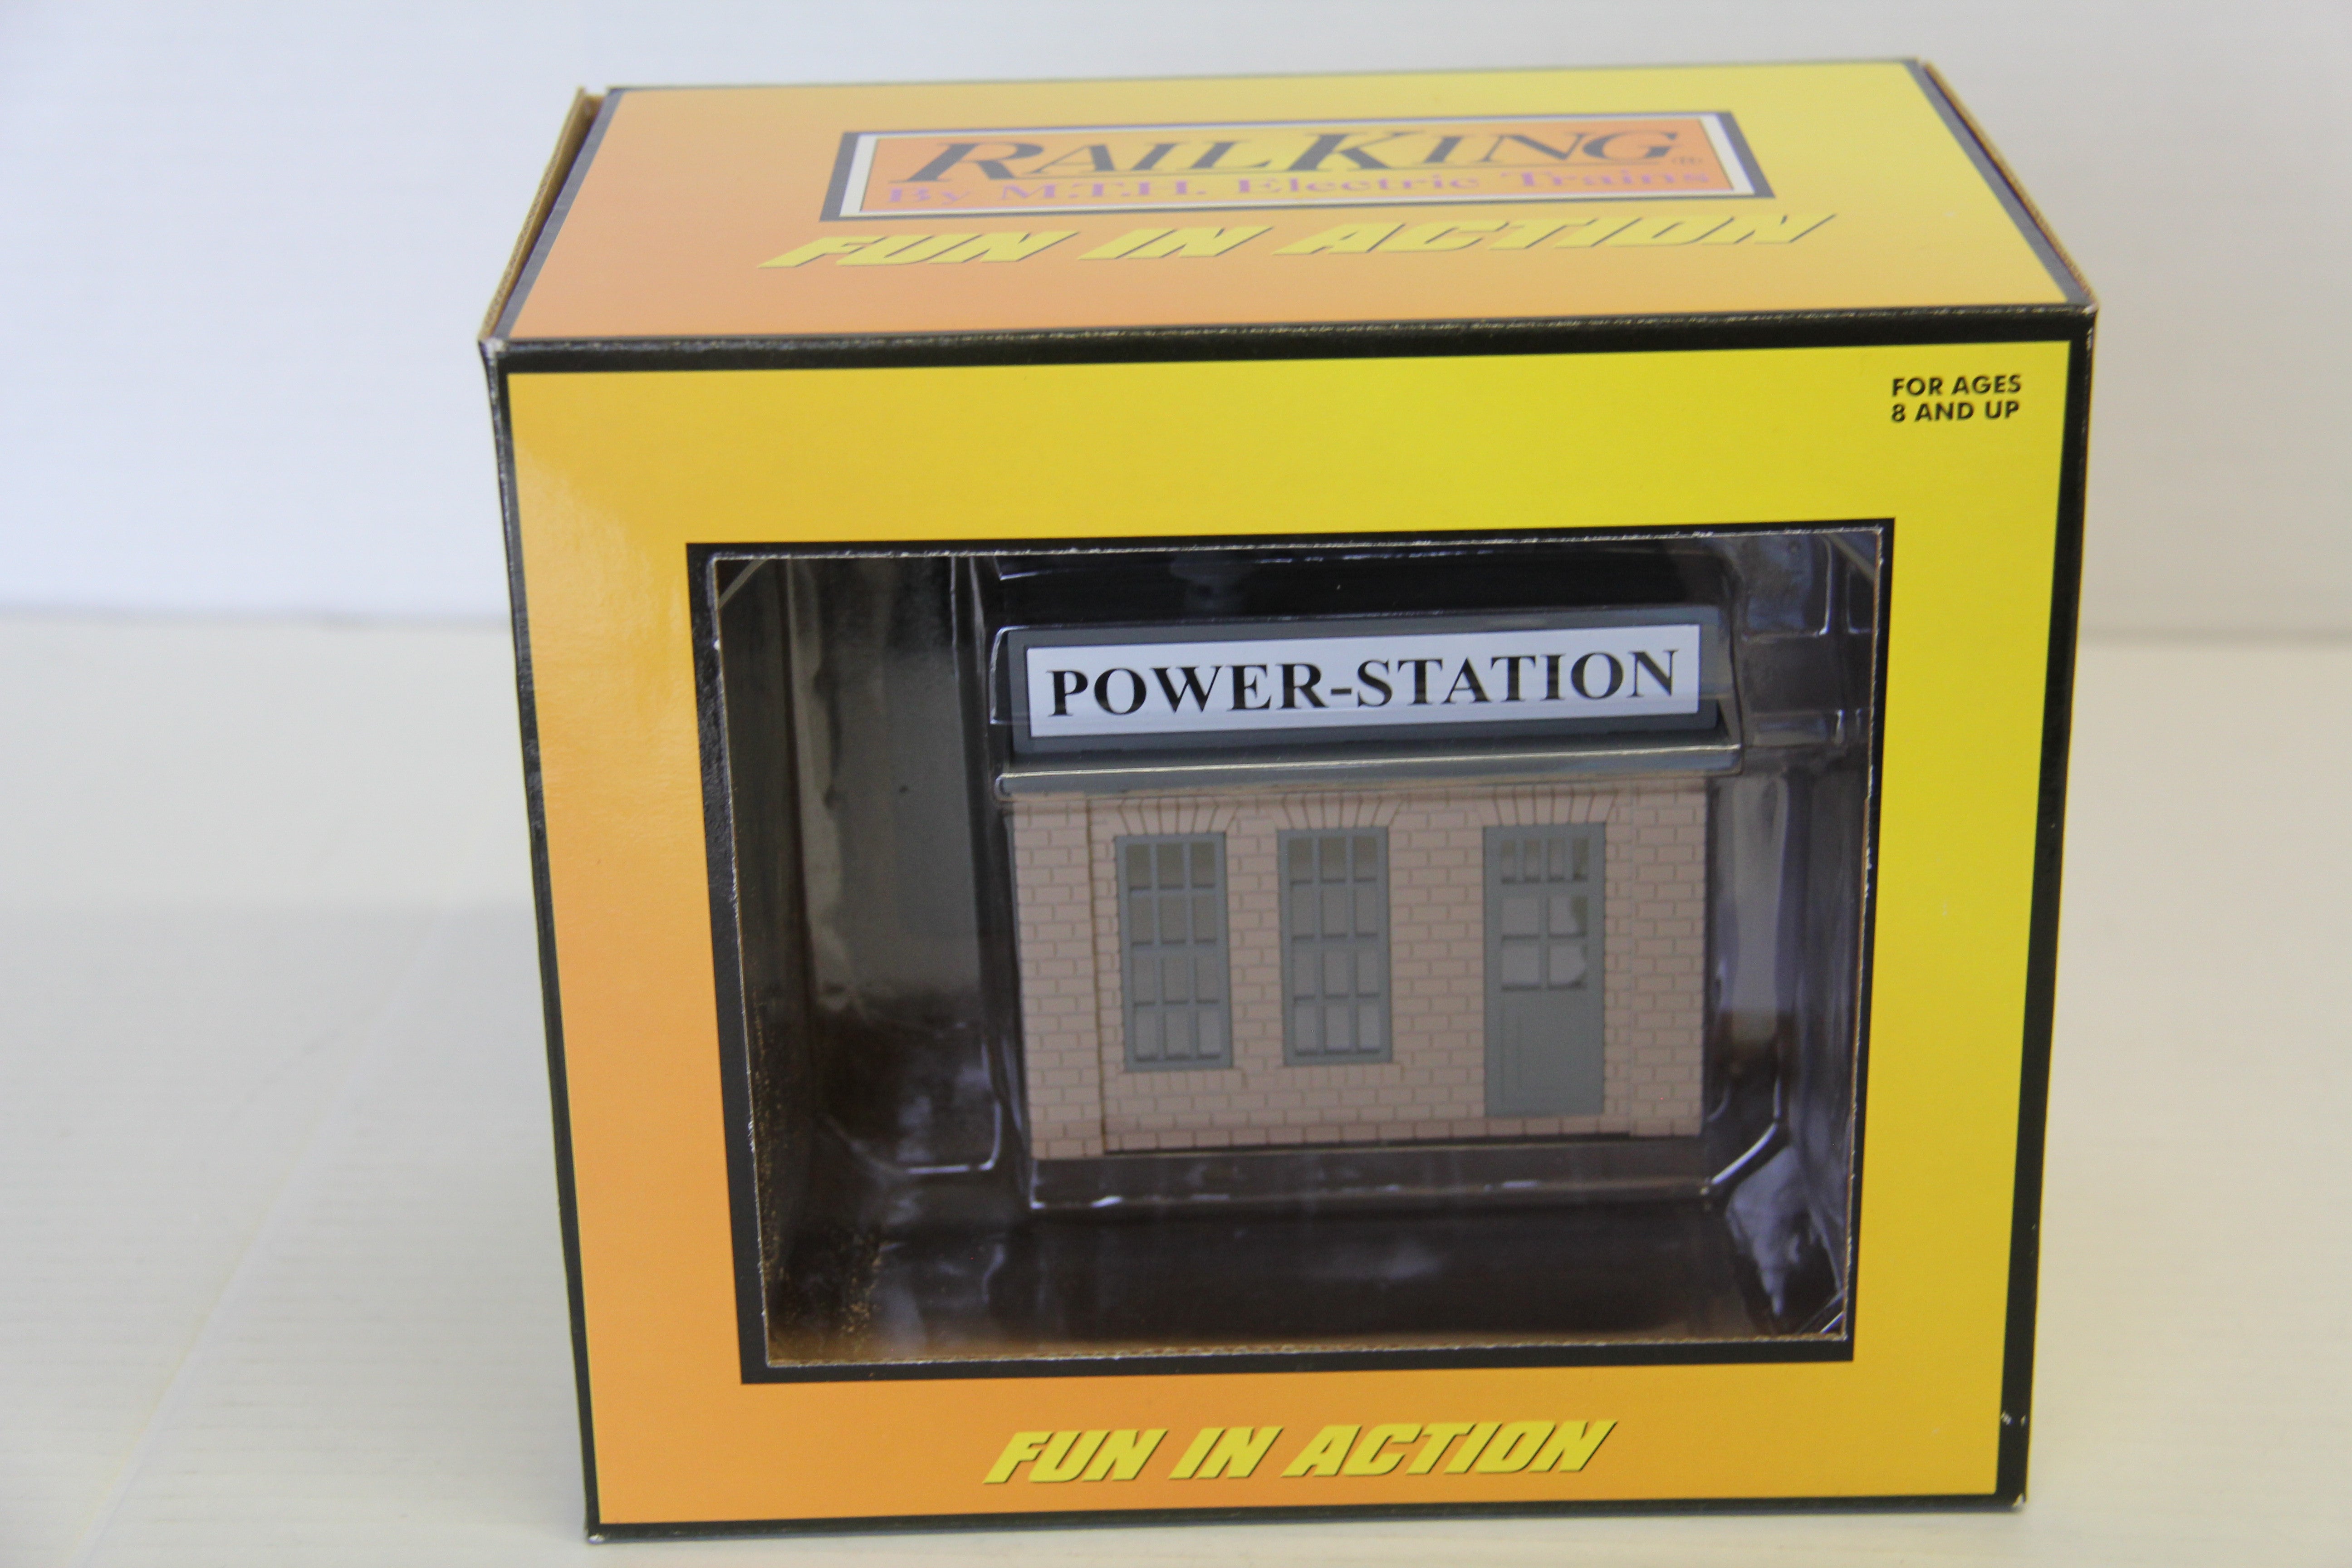 RAILKING®
By M.T.H. Electric Trains
FUN IN ACTION
FOR AGES
8 AND UP
POWER-STATION
FUN IN ACTION